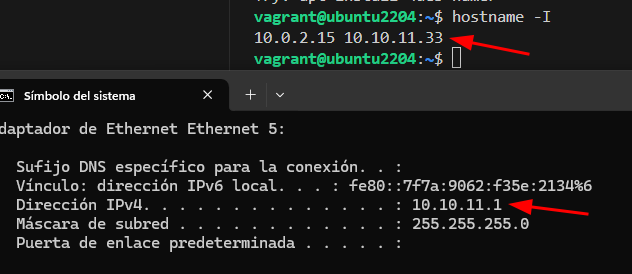 vagrant@ubuntu2204:~$ hostname -I
10.0.2.15 10.10.11.33
vagrant@ubuntu2204:~$
Símbolo del sistema
daptador de Ethernet Ethernet 5:
Sufijo DNS específico para la conexión. . :
Vínculo: dirección IPv6 local. . . : fe80::7f7a:9062:f35e:2134%6
Dirección IPv4. . . . . . . . . . . . . . : 10.10.11.1
Máscara de subred . . . . . . . . . . . . : 255.255.255.0
Puerta de enlace predeterminada . . . . . :